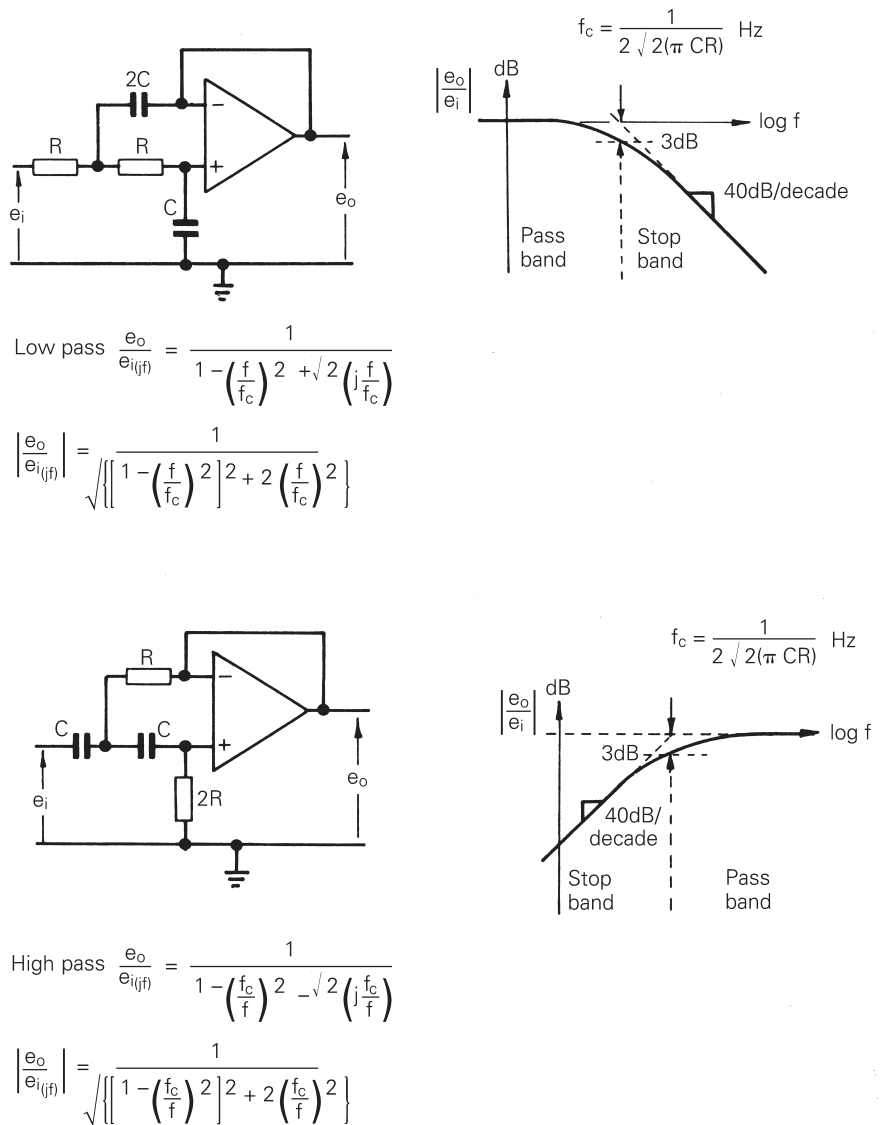 f_c = 1 / 2√2(π CR) Hz
2C
−
R
R
+
C
e_i
e_o
|e_o/e_i|
dB
log f
3dB
40dB/decade
Pass band
Stop band
Low pass e_o/e_i(jf) = 1 / 1−(f/f_c)² +√2 (j f/f_c)
|e_o/e_i(jf)| = 1 / √{[1−(f/f_c)²]² + 2(f/f_c)²}
f_c = 1 / 2√2(π CR) Hz
R
−
C
C
+
2R
e_i
e_o
|e_o/e_i|
dB
log f
3dB
40dB/
decade
Stop band
Pass band
High pass e_o/e_i(jf) = 1 / 1−(f_c/f)² −√2 (j f_c/f)
|e_o/e_i(jf)| = 1 / √{[1−(f_c/f)²]² + 2(f_c/f)²}